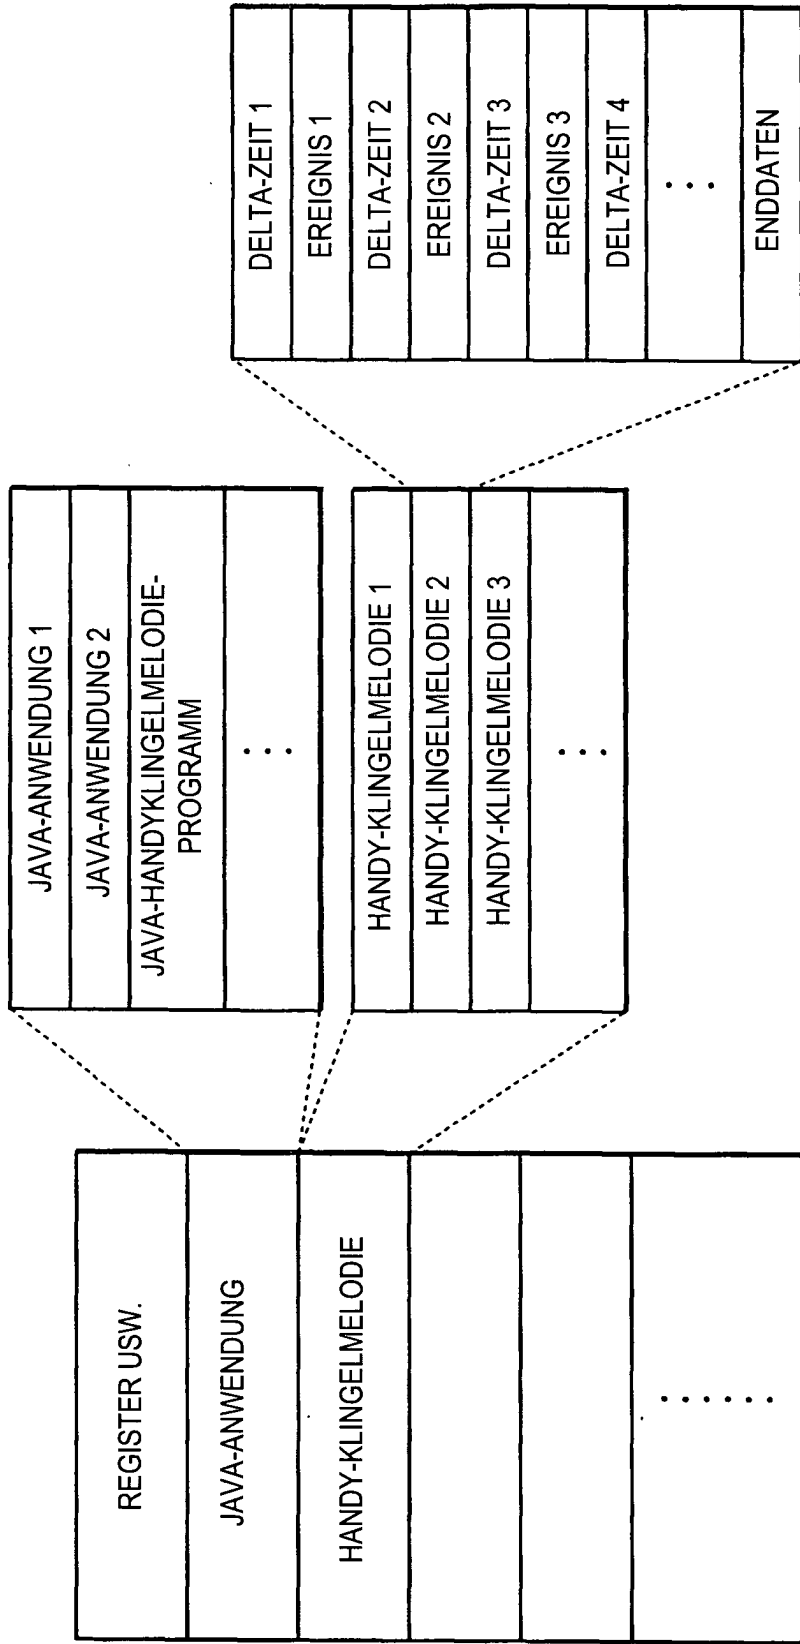 REGISTER USW.
JAVA-ANWENDUNG
HANDY-KLINGELMELODIE
......
JAVA-ANWENDUNG 1
JAVA-ANWENDUNG 2
JAVA-HANDYKLINGELMELODIE-
PROGRAMM
...
HANDY-KLINGELMELODIE 1
HANDY-KLINGELMELODIE 2
HANDY-KLINGELMELODIE 3
...
DELTA-ZEIT 1
EREIGNIS 1
DELTA-ZEIT 2
EREIGNIS 2
DELTA-ZEIT 3
EREIGNIS 3
DELTA-ZEIT 4
...
ENDDATEN